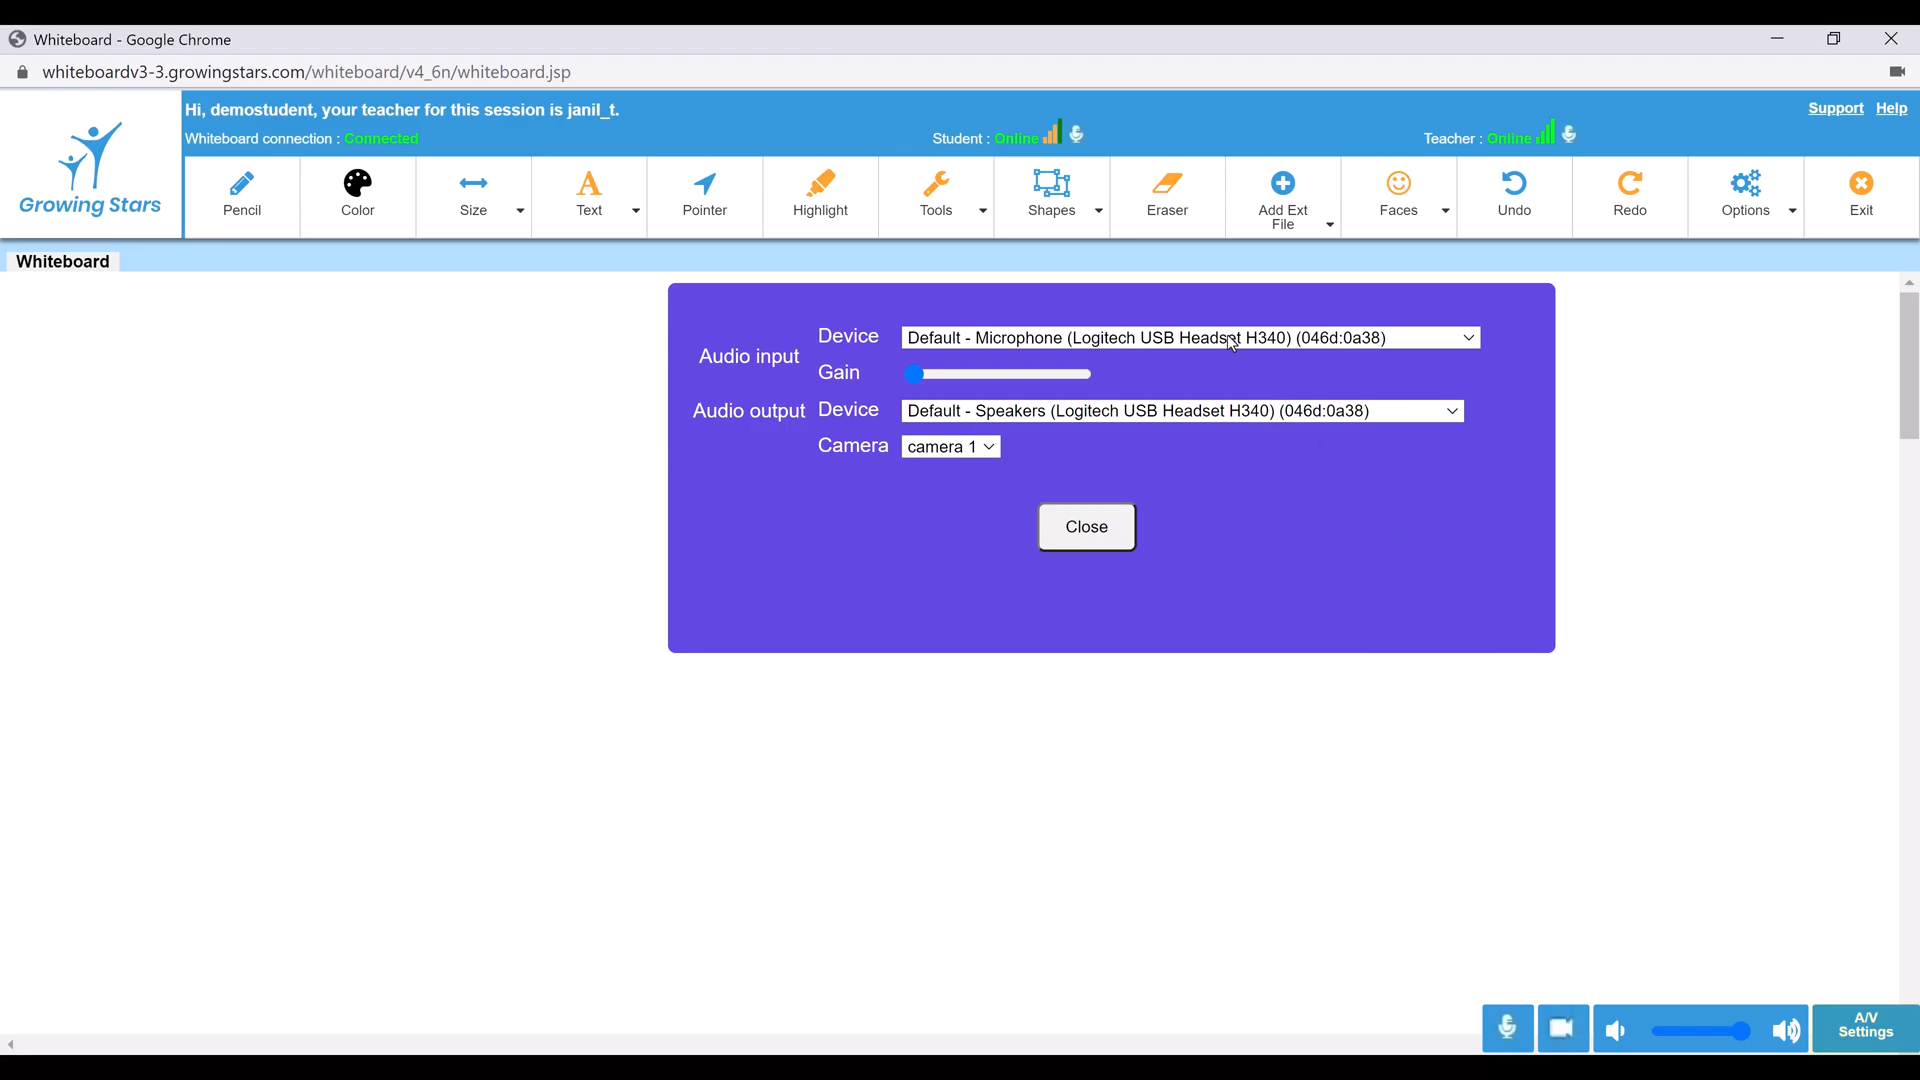 Whiteboard - Google Chrome
whiteboardv3-3.growingstars.com/whiteboard/v4_6n/whiteboard.jsp
Hi, demostudent, your teacher for this session is janil_t.
Support Help
Whiteboard connection : Connected
Student : Online
Teacher : Online
Growing Stars
Pencil
Color
Size
Text
Pointer
Highlight
Tools
Shapes
Eraser
Add Ext
File
Faces
Undo
Redo
Options
Exit
Whiteboard
Audio input
Device
Default - Microphone (Logitech USB Headset H340) (046d:0a38)
Gain
Audio output
Device
Default - Speakers (Logitech USB Headset H340) (046d:0a38)
Camera
camera 1
Close
A/V
Settings